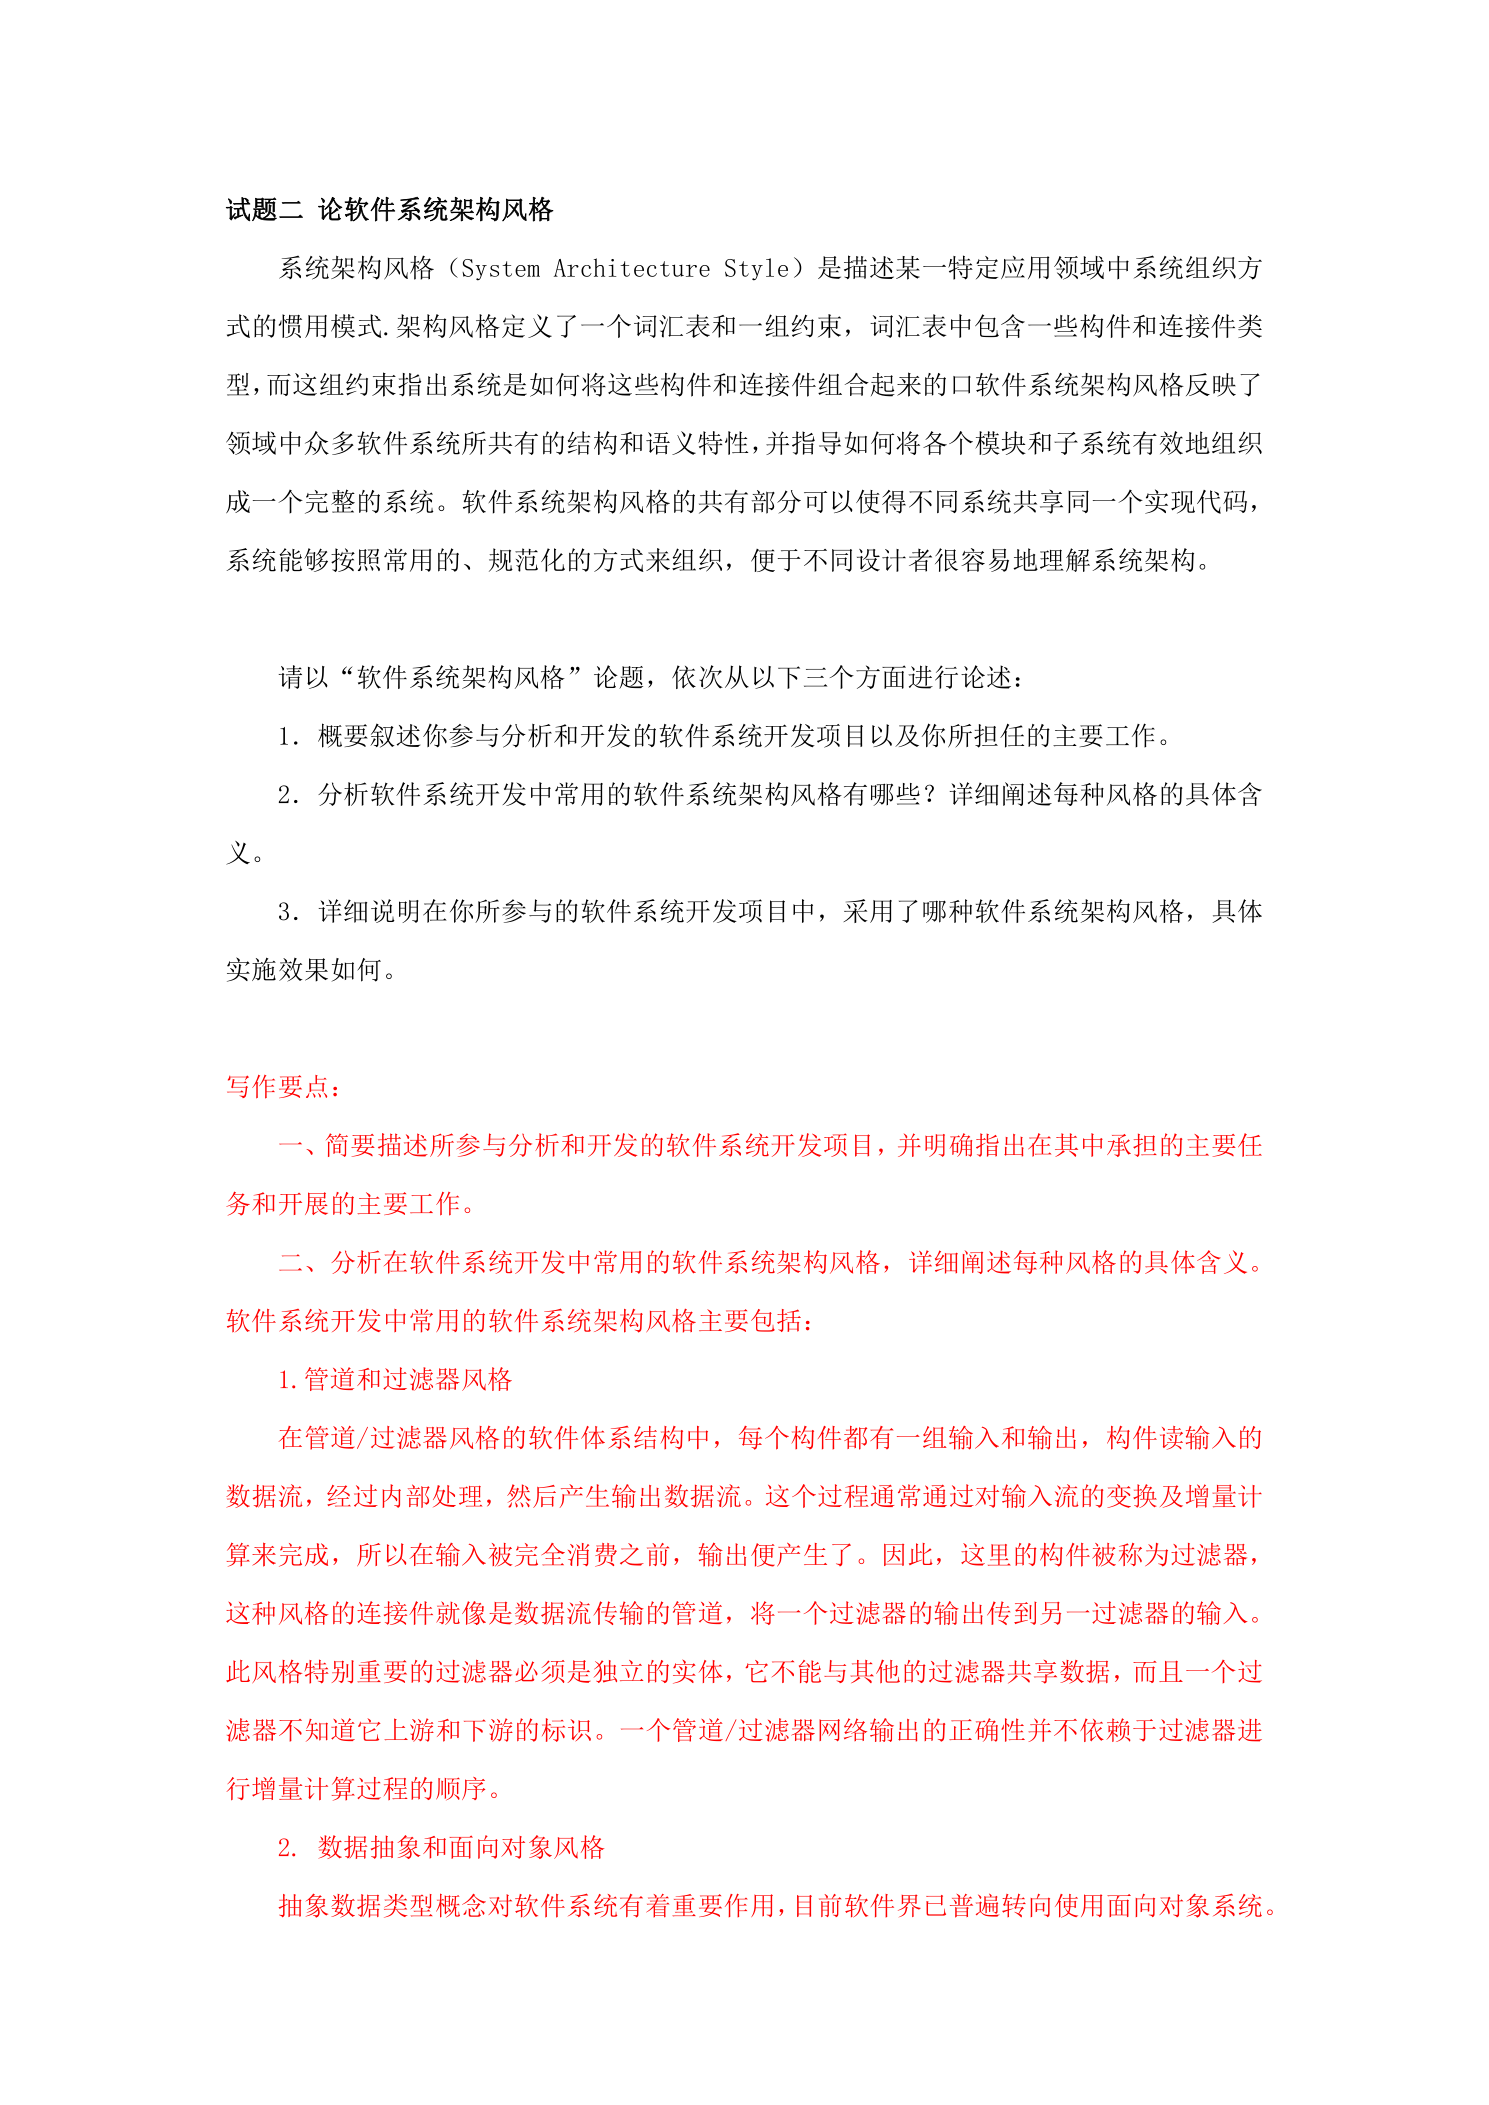 试题二 论软件系统架构风格
系统架构风格（System Architecture Style）是描述某一特定应用领域中系统组织方
式的惯用模式.架构风格定义了一个词汇表和一组约束，词汇表中包含一些构件和连接件类
型,而这组约束指出系统是如何将这些构件和连接件组合起来的口软件系统架构风格反映了
领域中众多软件系统所共有的结构和语义特性,并指导如何将各个模块和子系统有效地组织
成一个完整的系统。软件系统架构风格的共有部分可以使得不同系统共享同一个实现代码，
系统能够按照常用的、规范化的方式来组织，便于不同设计者很容易地理解系统架构。
请以“软件系统架构风格”论题，依次从以下三个方面进行论述：
1．概要叙述你参与分析和开发的软件系统开发项目以及你所担任的主要工作。
2．分析软件系统开发中常用的软件系统架构风格有哪些？详细阐述每种风格的具体含
义。
3．详细说明在你所参与的软件系统开发项目中，采用了哪种软件系统架构风格，具体
实施效果如何。
写作要点：
一、简要描述所参与分析和开发的软件系统开发项目，并明确指出在其中承担的主要任
务和开展的主要工作。
二、分析在软件系统开发中常用的软件系统架构风格，详细阐述每种风格的具体含义。
软件系统开发中常用的软件系统架构风格主要包括：
1.管道和过滤器风格
在管道/过滤器风格的软件体系结构中，每个构件都有一组输入和输出，构件读输入的
数据流，经过内部处理，然后产生输出数据流。这个过程通常通过对输入流的变换及增量计
算来完成，所以在输入被完全消费之前，输出便产生了。因此，这里的构件被称为过滤器，
这种风格的连接件就像是数据流传输的管道，将一个过滤器的输出传到另一过滤器的输入。
此风格特别重要的过滤器必须是独立的实体，它不能与其他的过滤器共享数据，而且一个过
滤器不知道它上游和下游的标识。一个管道/过滤器网络输出的正确性并不依赖于过滤器进
行增量计算过程的顺序。
2. 数据抽象和面向对象风格
抽象数据类型概念对软件系统有着重要作用,目前软件界已普遍转向使用面向对象系统。